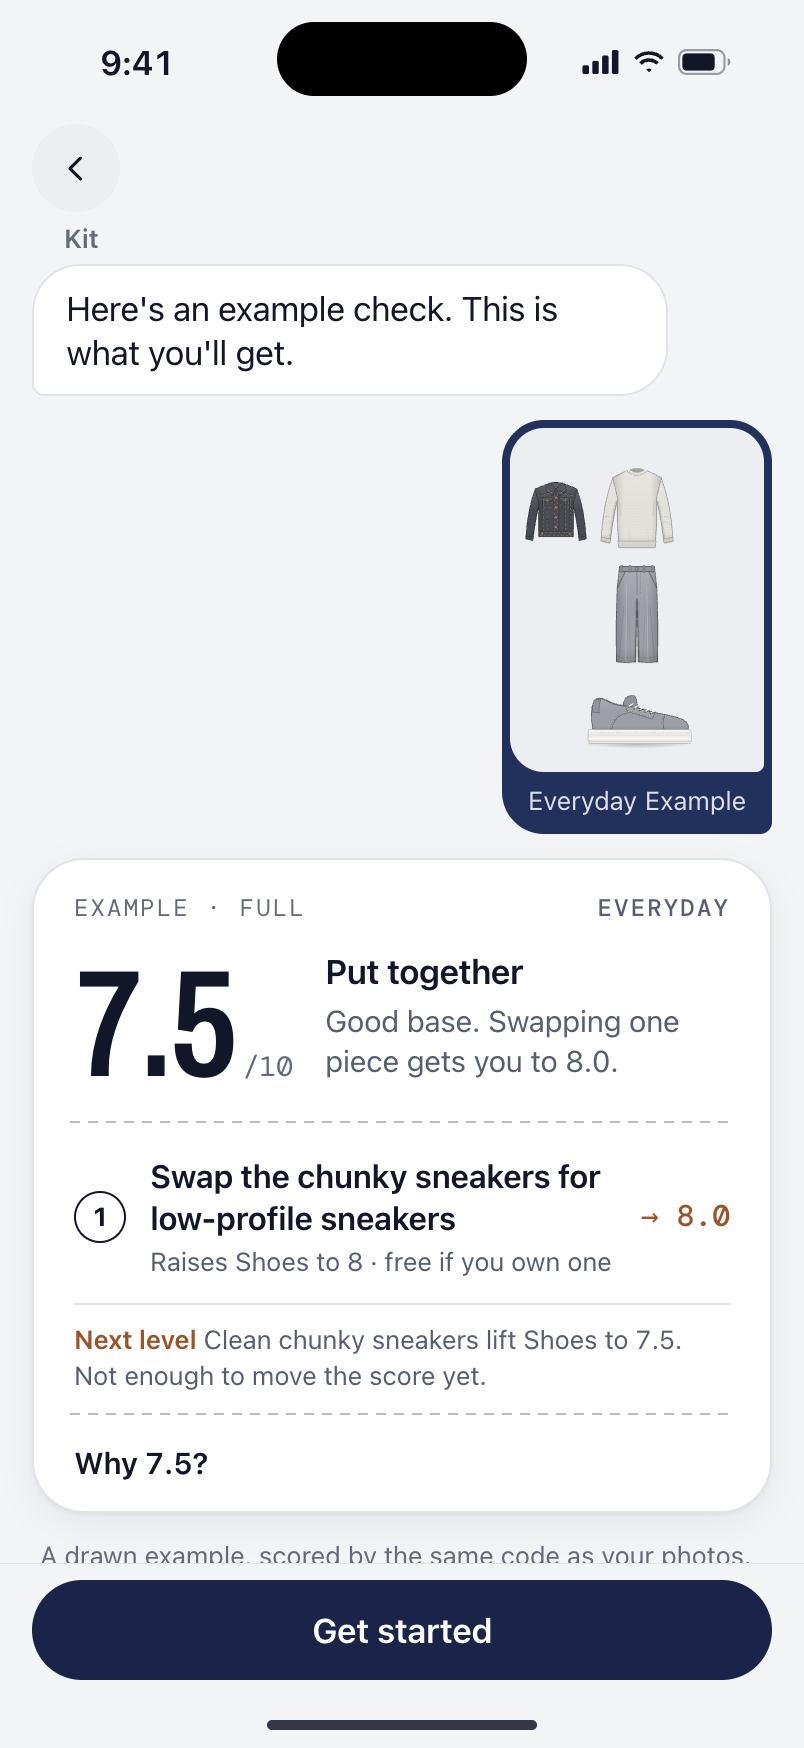 9:41
Kit
Here's an example check. This is
what you'll get.
Everyday Example
EXAMPLE · FULL
EVERYDAY
7.5 /10
Put together
Good base. Swapping one
piece gets you to 8.0.
1
Swap the chunky sneakers for
low-profile sneakers
→ 8.0
Raises Shoes to 8 · free if you own one
Next level Clean chunky sneakers lift Shoes to 7.5.
Not enough to move the score yet.
Why 7.5?
A drawn example, scored by the same code as your photos.
Get started